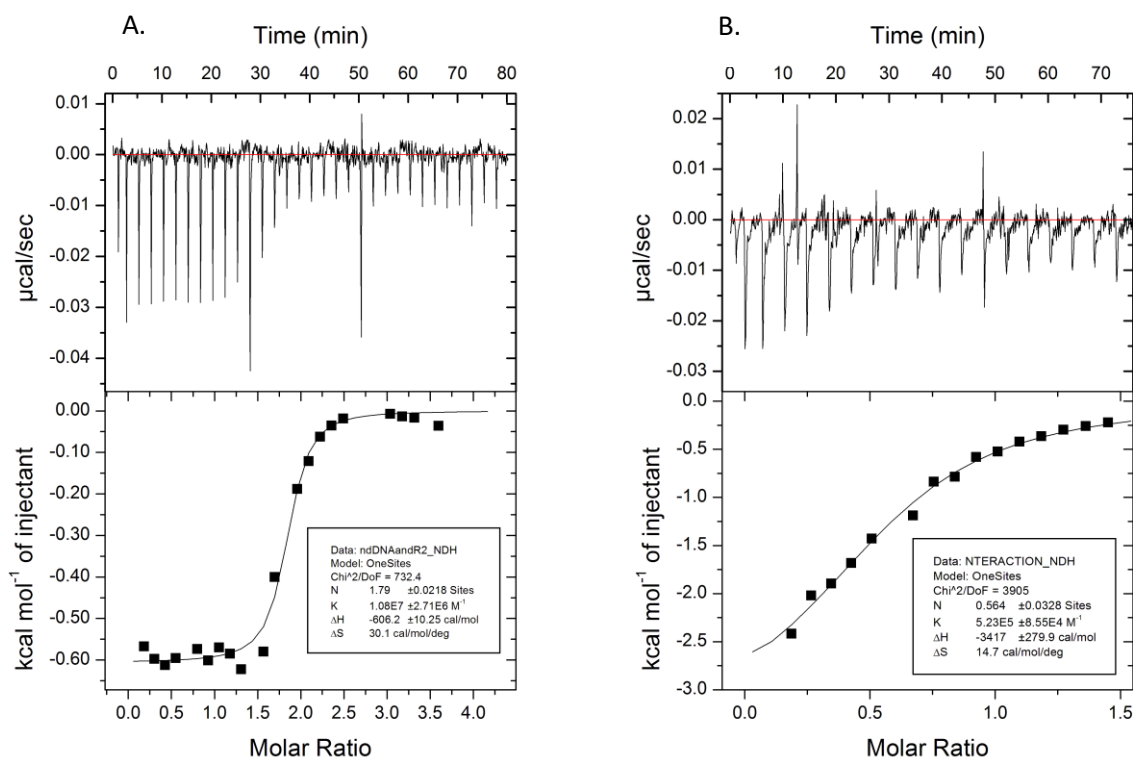 A.
Time (min)
0 10 20 30 40 50 60 70 80
0.01
0.00
-0.01
-0.02
-0.03
-0.04
µcal/sec
0.00
-0.10
-0.20
-0.30
-0.40
-0.50
-0.60
kcal mol⁻¹ of injectant
Data: ndDNAandR2_NDH
Model: OneSites
Chi^2/DoF = 732.4
N 1.79 ±0.0218 Sites
K 1.08E7 ±2.71E6 M⁻¹
ΔH -606.2 ±10.25 cal/mol
ΔS 30.1 cal/mol/deg
0.0 0.5 1.0 1.5 2.0 2.5 3.0 3.5 4.0
Molar Ratio
B.
Time (min)
0 10 20 30 40 50 60 70
0.02
0.01
0.00
-0.01
-0.02
-0.03
µcal/sec
-0.5
-1.0
-1.5
-2.0
-2.5
-3.0
kcal mol⁻¹ of injectant
Data: NTERACTION_NDH
Model: OneSites
Chi^2/DoF = 3905
N 0.564 ±0.0328 Sites
K 5.23E5 ±8.55E4 M⁻¹
ΔH -3417 ±279.9 cal/mol
ΔS 14.7 cal/mol/deg
0.0 0.5 1.0 1.5
Molar Ratio